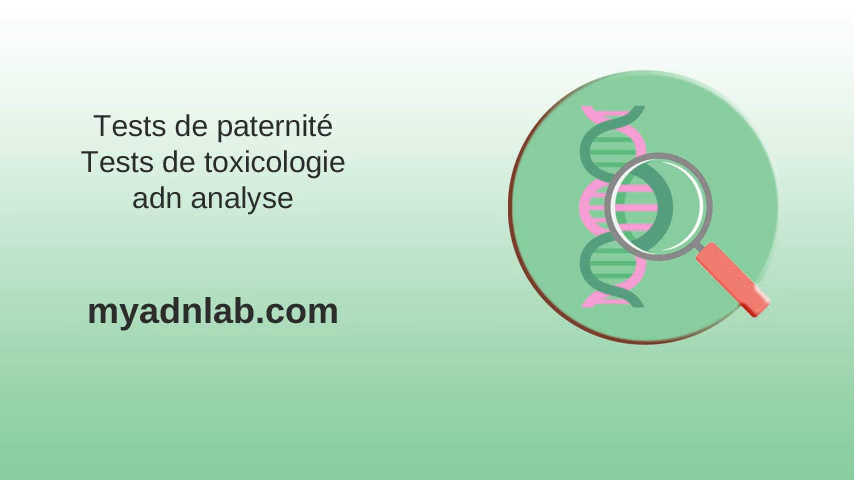 Tests de paternité
Tests de toxicologie
adn analyse
myadnlab.com